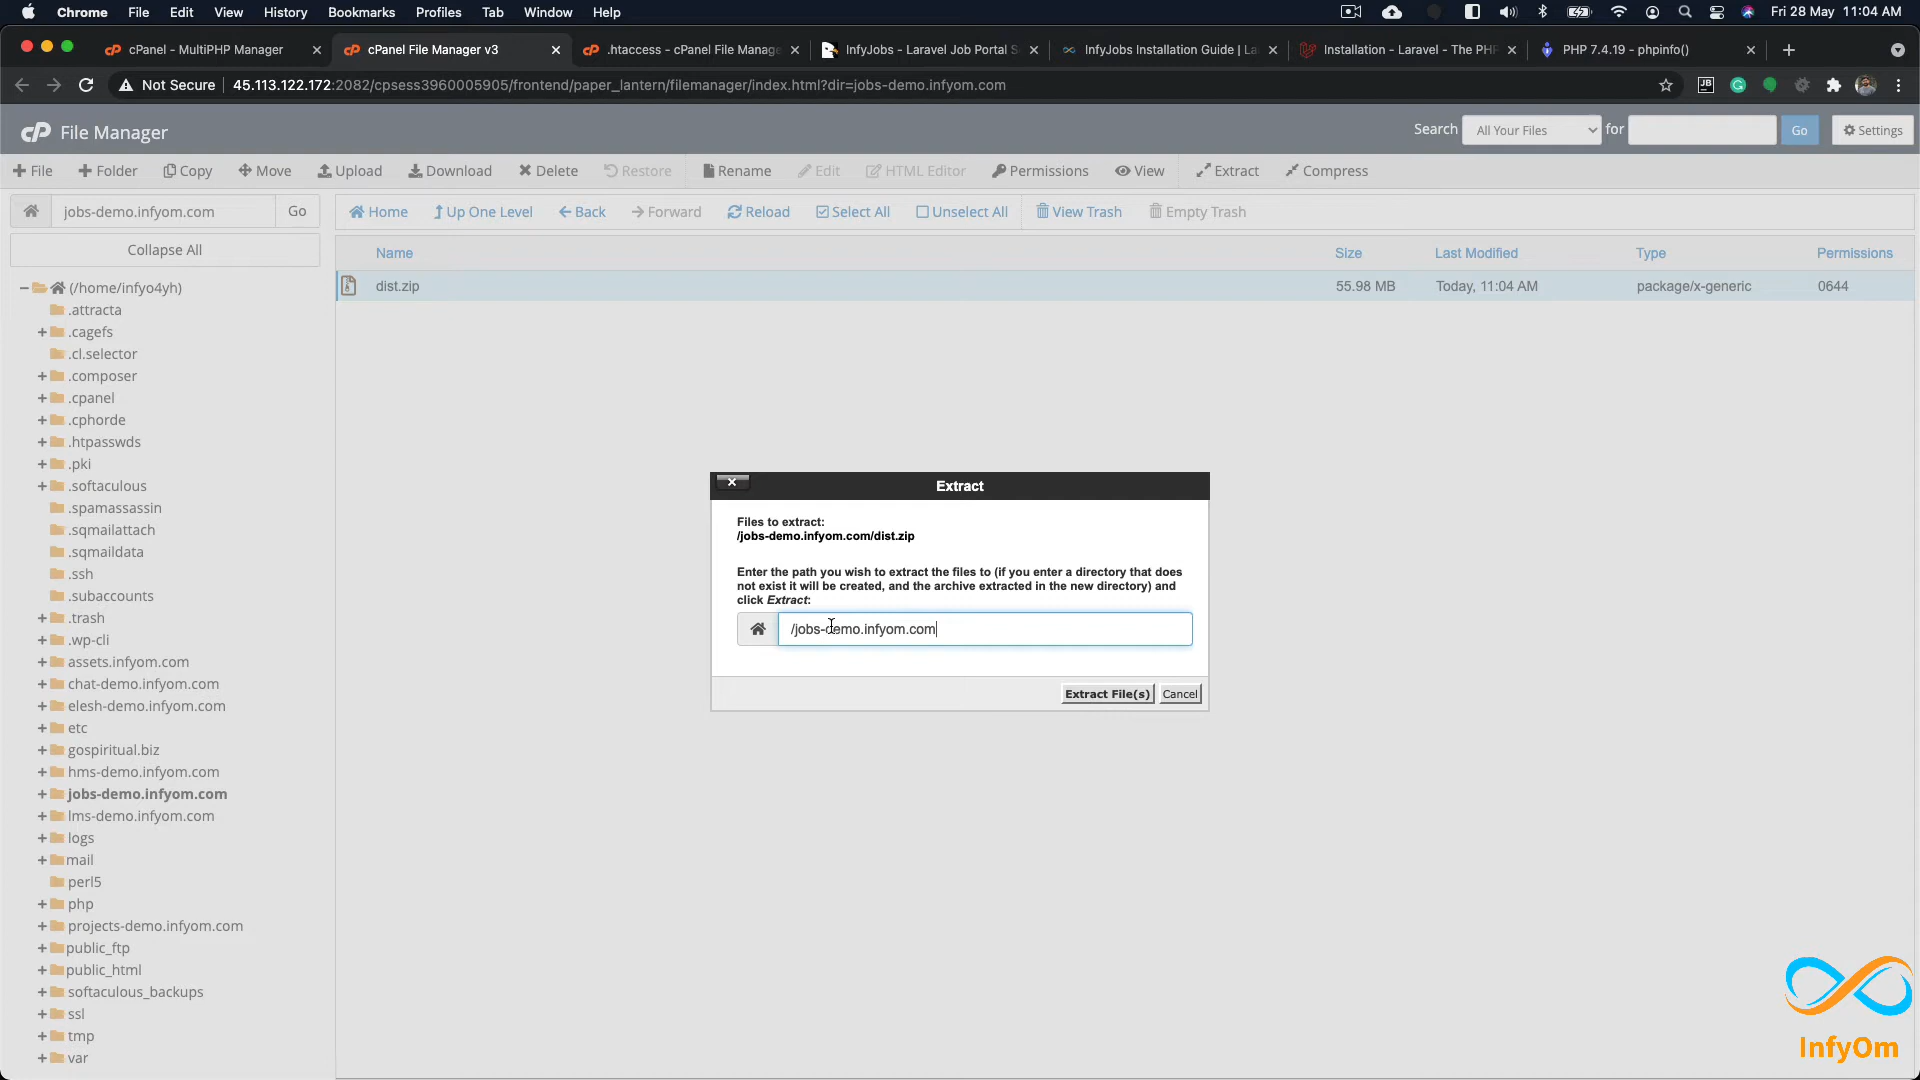 Chrome File Edit View History Bookmarks Profiles Tab Window Help Fri 28 May 11:04 AM
cPanel - MultiPHP Manager cPanel File Manager v3 .htaccess - cPanel File Manage InfyJobs - Laravel Job Portal S InfyJobs Installation Guide | La Installation - Laravel - The PHP PHP 7.4.19 - phpinfo()
Not Secure 45.113.122.172:2082/cpsess3960005905/frontend/paper_lantern/filemanager/index.html?dir=jobs-demo.infyom.com
cP File Manager Search All Your Files for Go Settings
File Folder Copy Move Upload Download Delete Restore Rename Edit HTML Editor Permissions View Extract Compress
jobs-demo.infyom.com Go Home Up One Level Back Forward Reload Select All Unselect All View Trash Empty Trash
Collapse All
Name Size Last Modified Type Permissions
dist.zip 55.98 MB Today, 11:04 AM package/x-generic 0644
(/home/infyo4yh)
.attracta
.cagefs
.cl.selector
.composer
.cpanel
.cphorde
.htpasswds
.pki
.softaculous
.spamassassin
.sqmailattach
.sqmaildata
.ssh
.subaccounts
.trash
.wp-cli
assets.infyom.com
chat-demo.infyom.com
elesh-demo.infyom.com
etc
gospiritual.biz
hms-demo.infyom.com
jobs-demo.infyom.com
lms-demo.infyom.com
logs
mail
perl5
php
projects-demo.infyom.com
public_ftp
public_html
softaculous_backups
ssl
tmp
var
Extract
Files to extract:
/jobs-demo.infyom.com/dist.zip
Enter the path you wish to extract the files to (if you enter a directory that does
not exist it will be created, and the archive extracted in the new directory) and
click Extract:
/jobs-demo.infyom.com
Extract File(s) Cancel
InfyOm